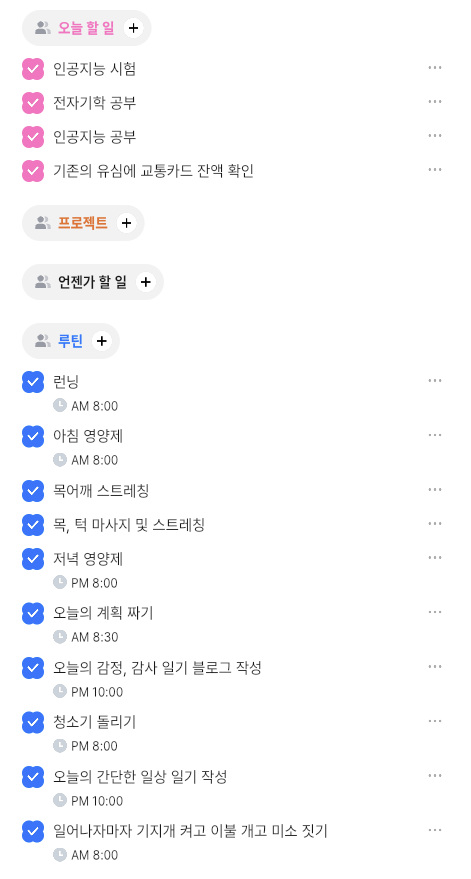 오늘 할 일 +
인공지능 시험
전자기학 공부
인공지능 공부
기존의 유심에 교통카드 잔액 확인
프로젝트 +
언젠가 할 일 +
루틴 +
런닝
AM 8:00
아침 영양제
AM 8:00
목어깨 스트레칭
목, 턱 마사지 및 스트레칭
저녁 영양제
PM 8:00
오늘의 계획 짜기
AM 8:30
오늘의 감정, 감사 일기 블로그 작성
PM 10:00
청소기 돌리기
PM 8:00
오늘의 간단한 일상 일기 작성
PM 10:00
일어나자마자 기지개 켜고 이불 개고 미소 짓기
AM 8:00